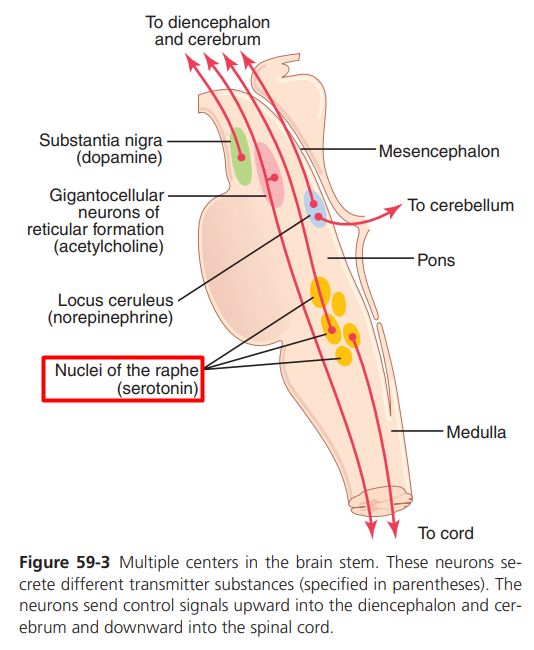 To diencephalon
and cerebrum
Substantia nigra
(dopamine)
Mesencephalon
Gigantocellular
neurons of
reticular formation
(acetylcholine)
To cerebellum
Pons
Locus ceruleus
(norepinephrine)
Nuclei of the raphe
(serotonin)
Medulla
To cord
Figure 59-3 Multiple centers in the brain stem. These neurons se-
crete different transmitter substances (specified in parentheses). The
neurons send control signals upward into the diencephalon and cer-
ebrum and downward into the spinal cord.